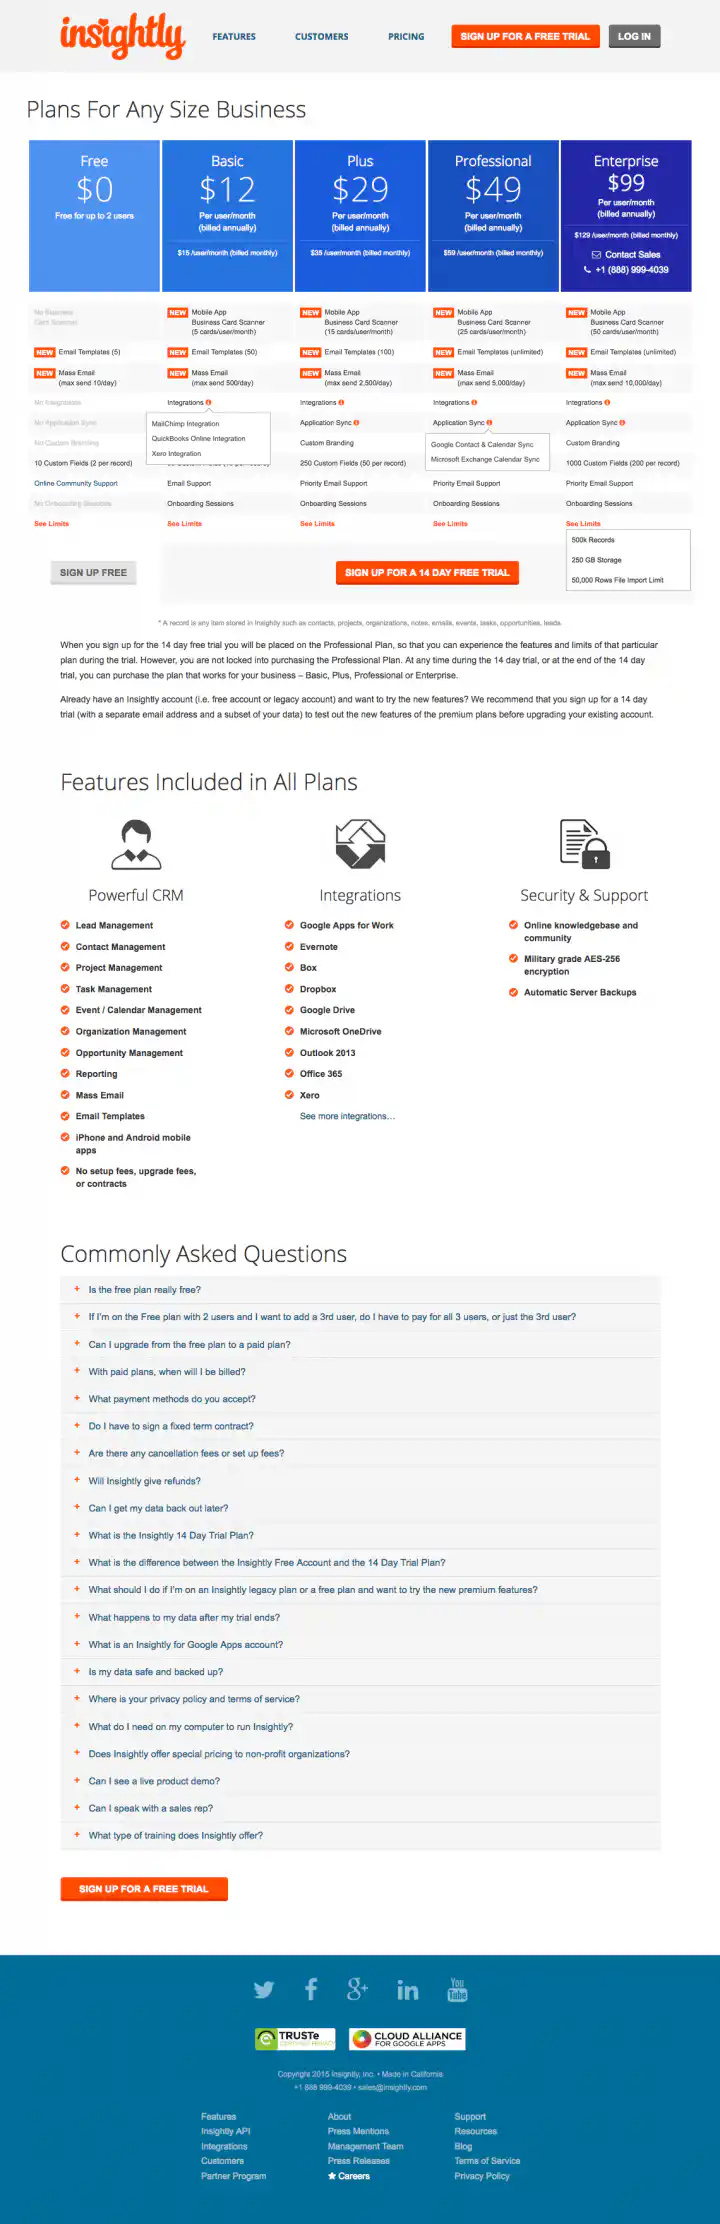 insightly
FEATURES
CUSTOMERS
PRICING
SIGN UP FOR A FREE TRIAL
LOG IN
Plans For Any Size Business
Free
$0
Free for up to 2 users
Basic
$12
Per user/month
(billed annually)
$15 /user/month (billed monthly)
Plus
$29
Per user/month
(billed annually)
$35 /user/month (billed monthly)
Professional
$49
Per user/month
(billed annually)
$59 /user/month (billed monthly)
Enterprise
$99
Per user/month
(billed annually)
$129 /user/month (billed monthly)
Contact Sales
+1 (888) 999-4039
No Business
Card Scanner
NEW Email Templates (5)
NEW Mass Email
(max send 10/day)
No Integrations
No Application Sync
No Custom Branding
10 Custom Fields (2 per record)
Online Community Support
No Onboarding Sessions
See Limits
NEW Mobile App
Business Card Scanner
(5 cards/user/month)
NEW Email Templates (50)
NEW Mass Email
(max send 500/day)
Integrations
MailChimp Integration
QuickBooks Online Integration
Xero Integration
Email Support
Onboarding Sessions
See Limits
NEW Mobile App
Business Card Scanner
(15 cards/user/month)
NEW Email Templates (100)
NEW Mass Email
(max send 2,500/day)
Integrations
Application Sync
Custom Branding
250 Custom Fields (50 per record)
Priority Email Support
Onboarding Sessions
See Limits
NEW Mobile App
Business Card Scanner
(25 cards/user/month)
NEW Email Templates (unlimited)
NEW Mass Email
(max send 5,000/day)
Integrations
Application Sync
Google Contact & Calendar Sync
Microsoft Exchange Calendar Sync
Priority Email Support
Onboarding Sessions
See Limits
NEW Mobile App
Business Card Scanner
(50 cards/user/month)
NEW Email Templates (unlimited)
NEW Mass Email
(max send 10,000/day)
Integrations
Application Sync
Custom Branding
1000 Custom Fields (200 per record)
Priority Email Support
Onboarding Sessions
See Limits
500k Records
250 GB Storage
50,000 Rows File Import Limit
SIGN UP FREE
SIGN UP FOR A 14 DAY FREE TRIAL
* A record is any item stored in Insightly such as contacts, projects, organizations, notes, emails, events, tasks, opportunities, leads.
When you sign up for the 14 day free trial you will be placed on the Professional Plan, so that you can experience the features and limits of that particular
plan during the trial. However, you are not locked into purchasing the Professional Plan. At any time during the 14 day trial, or at the end of the 14 day
trial, you can purchase the plan that works for your business – Basic, Plus, Professional or Enterprise.
Already have an Insightly account (i.e. free account or legacy account) and want to try the new features? We recommend that you sign up for a 14 day
trial (with a separate email address and a subset of your data) to test out the new features of the premium plans before upgrading your existing account.
Features Included in All Plans
Powerful CRM
Lead Management
Contact Management
Project Management
Task Management
Event / Calendar Management
Organization Management
Opportunity Management
Reporting
Mass Email
Email Templates
iPhone and Android mobile
apps
No setup fees, upgrade fees,
or contracts
Integrations
Google Apps for Work
Evernote
Box
Dropbox
Google Drive
Microsoft OneDrive
Outlook 2013
Office 365
Xero
See more integrations...
Security & Support
Online knowledgebase and
community
Military grade AES-256
encryption
Automatic Server Backups
Commonly Asked Questions
+ Is the free plan really free?
+ If I'm on the Free plan with 2 users and I want to add a 3rd user, do I have to pay for all 3 users, or just the 3rd user?
+ Can I upgrade from the free plan to a paid plan?
+ With paid plans, when will I be billed?
+ What payment methods do you accept?
+ Do I have to sign a fixed term contract?
+ Are there any cancellation fees or set up fees?
+ Will Insightly give refunds?
+ Can I get my data back out later?
+ What is the Insightly 14 Day Trial Plan?
+ What is the difference between the Insightly Free Account and the 14 Day Trial Plan?
+ What should I do if I'm on an Insightly legacy plan or a free plan and want to try the new premium features?
+ What happens to my data after my trial ends?
+ What is an Insightly for Google Apps account?
+ Is my data safe and backed up?
+ Where is your privacy policy and terms of service?
+ What do I need on my computer to run Insightly?
+ Does Insightly offer special pricing to non-profit organizations?
+ Can I see a live product demo?
+ Can I speak with a sales rep?
+ What type of training does Insightly offer?
SIGN UP FOR A FREE TRIAL
You
Tube
TRUSTe
CERTIFIED PRIVACY
CLOUD ALLIANCE
FOR GOOGLE APPS
Copyright 2015 Insightly, Inc. • Made in California
+1 888 999-4039 • sales@insightly.com
Features
Insightly API
Integrations
Customers
Partner Program
About
Press Mentions
Management Team
Press Releases
Careers
Support
Resources
Blog
Terms of Service
Privacy Policy